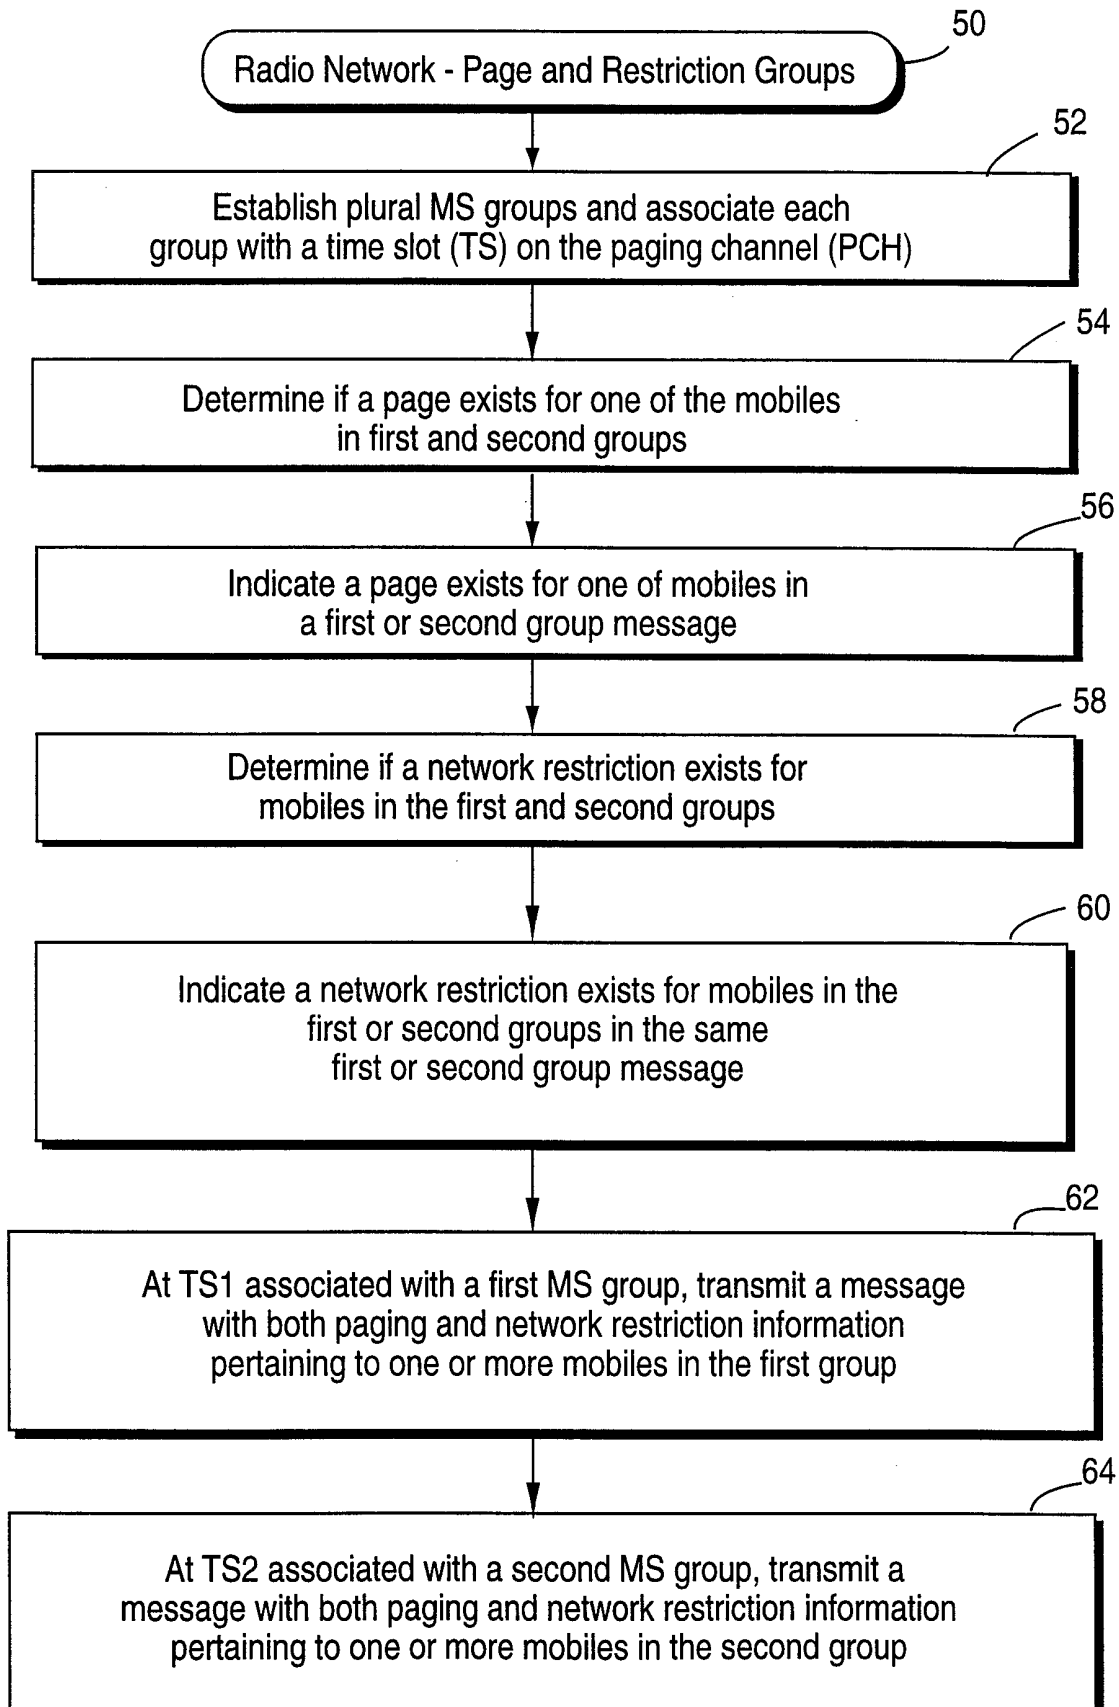 50
Radio Network - Page and Restriction Groups
52
Establish plural MS groups and associate each
group with a time slot (TS) on the paging channel (PCH)
54
Determine if a page exists for one of the mobiles
in first and second groups
56
Indicate a page exists for one of mobiles in
a first or second group message
58
Determine if a network restriction exists for
mobiles in the first and second groups
60
Indicate a network restriction exists for mobiles in the
first or second groups in the same
first or second group message
62
At TS1 associated with a first MS group, transmit a message
with both paging and network restriction information
pertaining to one or more mobiles in the first group
64
At TS2 associated with a second MS group, transmit a
message with both paging and network restriction information
pertaining to one or more mobiles in the second group